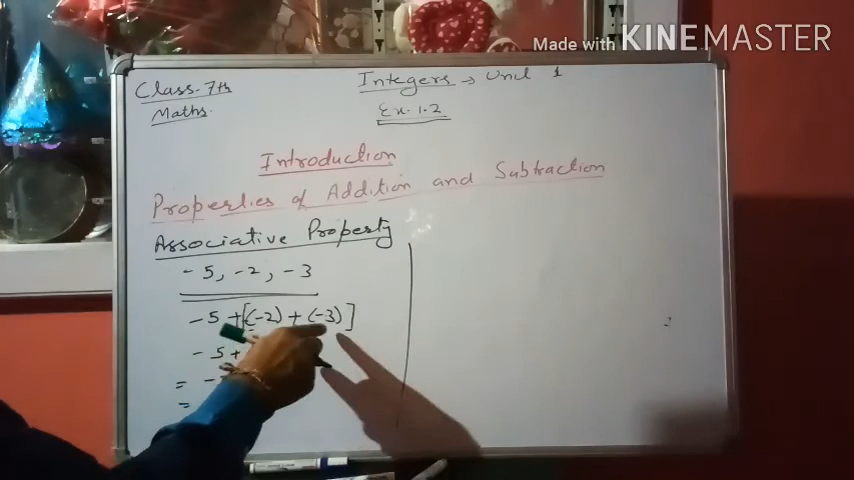 Made with KINEMASTER
Class-7th
Maths.
Integers → Unit 1
Ex-1.2
Introduction
Properties of Addition and Subtraction
Associative Property
-5, -2, -3
-5 + [(-2) + (-3)]
-5 +
= -
=